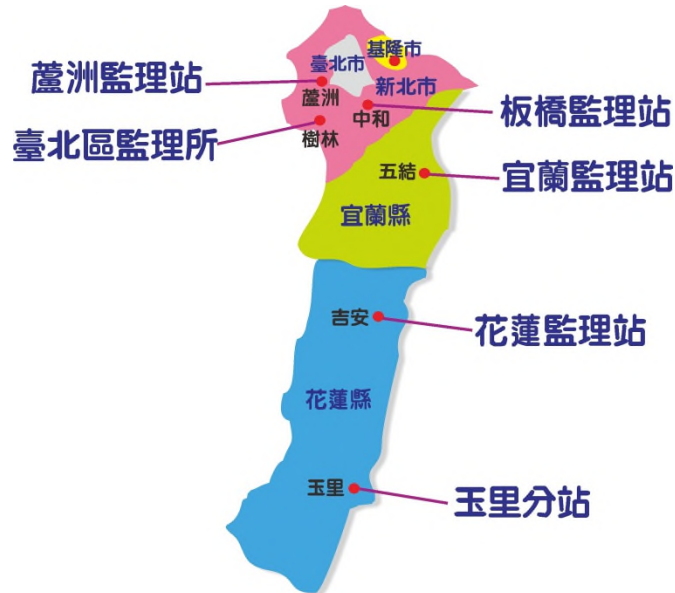 基隆市
臺北市
蘆洲監理站
新北市
蘆洲
中和
板橋監理站
臺北區監理所
樹林
五結
宜蘭監理站
宜蘭縣
吉安
花蓮監理站
花蓮縣
玉里
玉里分站